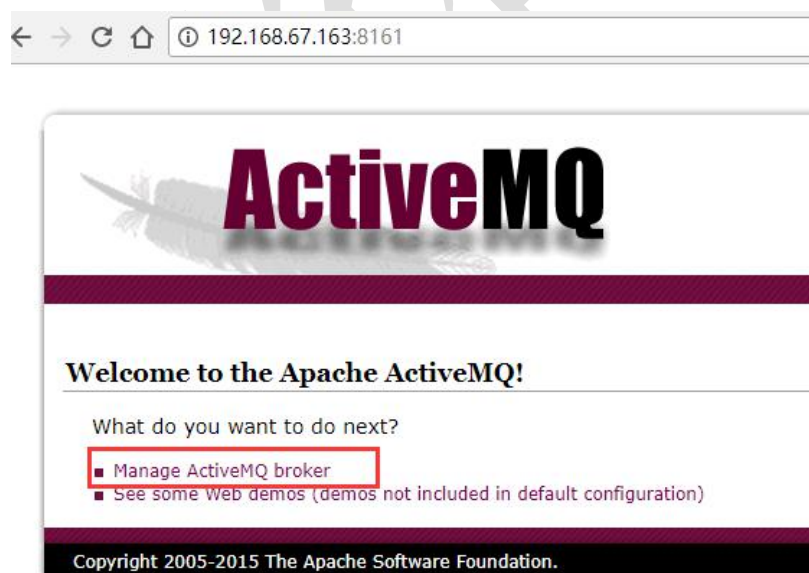 192.168.67.163:8161
ActiveMQ
Welcome to the Apache ActiveMQ!
What do you want to do next?
Manage ActiveMQ broker
See some Web demos (demos not included in default configuration)
Copyright 2005-2015 The Apache Software Foundation.